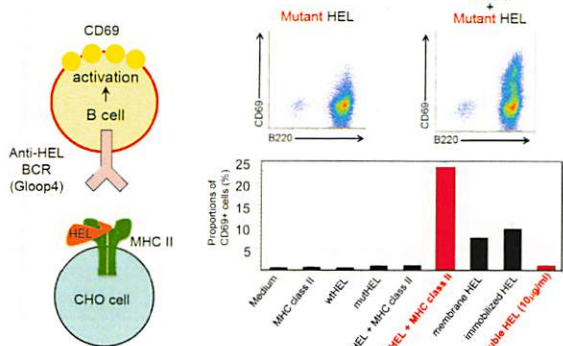 CD69
activation
B cell
Anti-HEL
BCR
(Gloop4)
HEL
MHC II
CHO cell
Mutant HEL
CD69
B220
+
Mutant HEL
CD69
B220
Proportions of
CD69+ cells (%)
25
20
15
10
5
Medium
MHC class II
wtHEL
mutHEL
HEL + MHC class II
HEL + MHC class II
membrane HEL
immobilized HEL
HEL (10μg/ml)